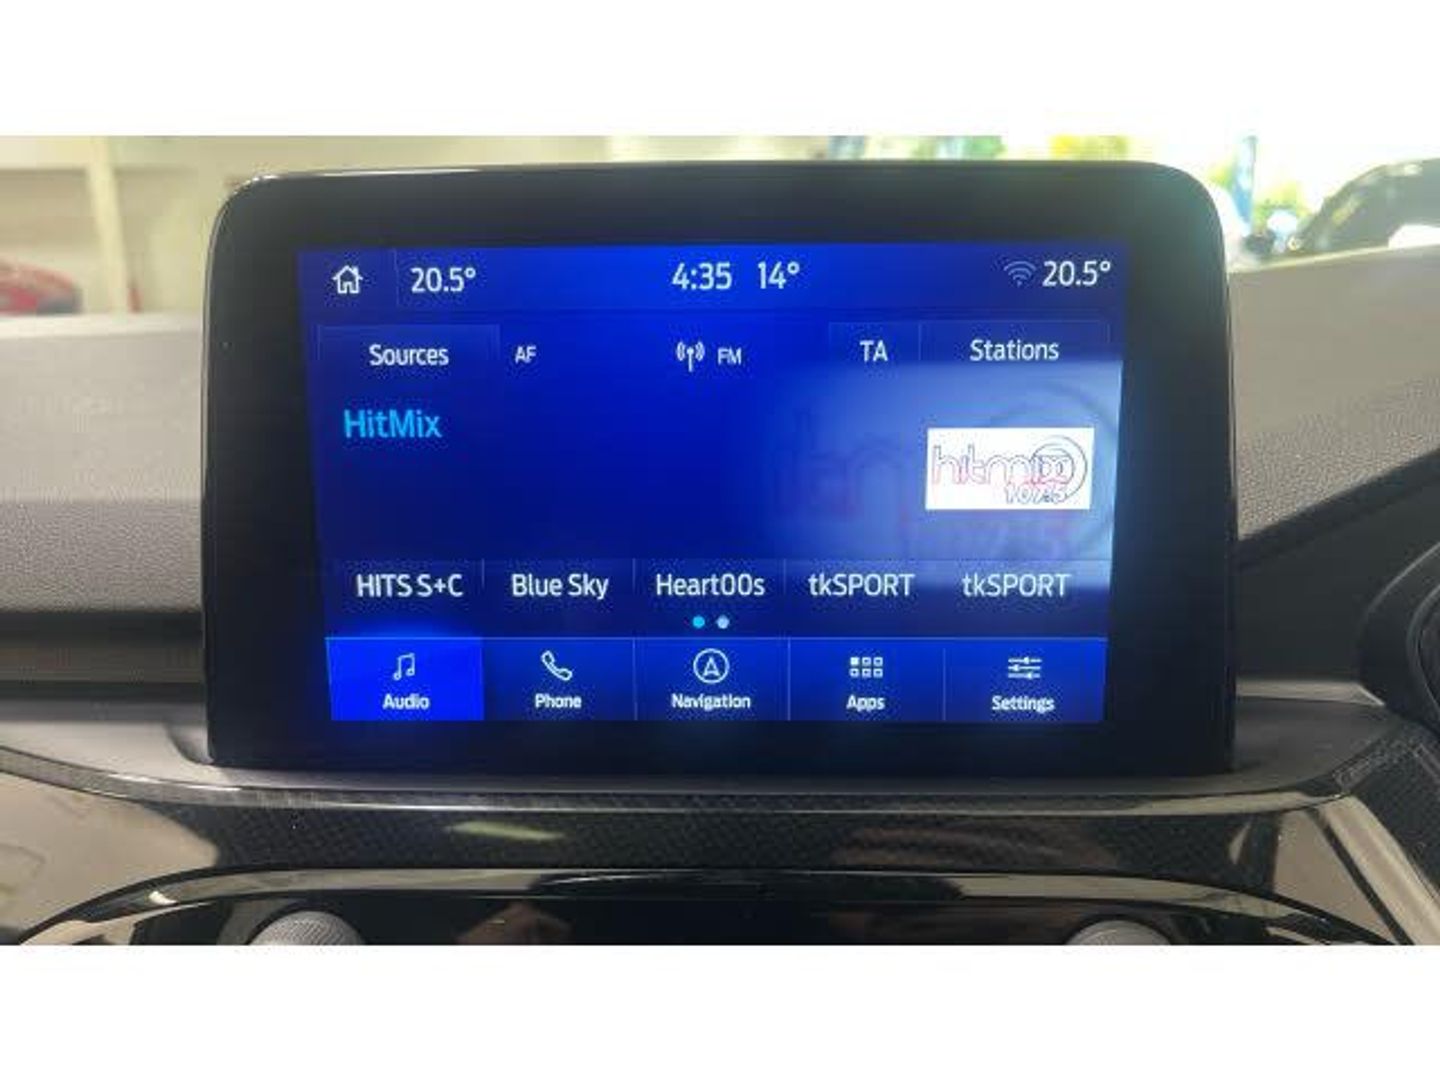 20.5° 4:35 14° 20.5°
Sources AF FM TA Stations
HitMix
hitmix
107.5
HITS S+C Blue Sky Heart00s tkSPORT tkSPORT
Audio Phone Navigation Apps Settings